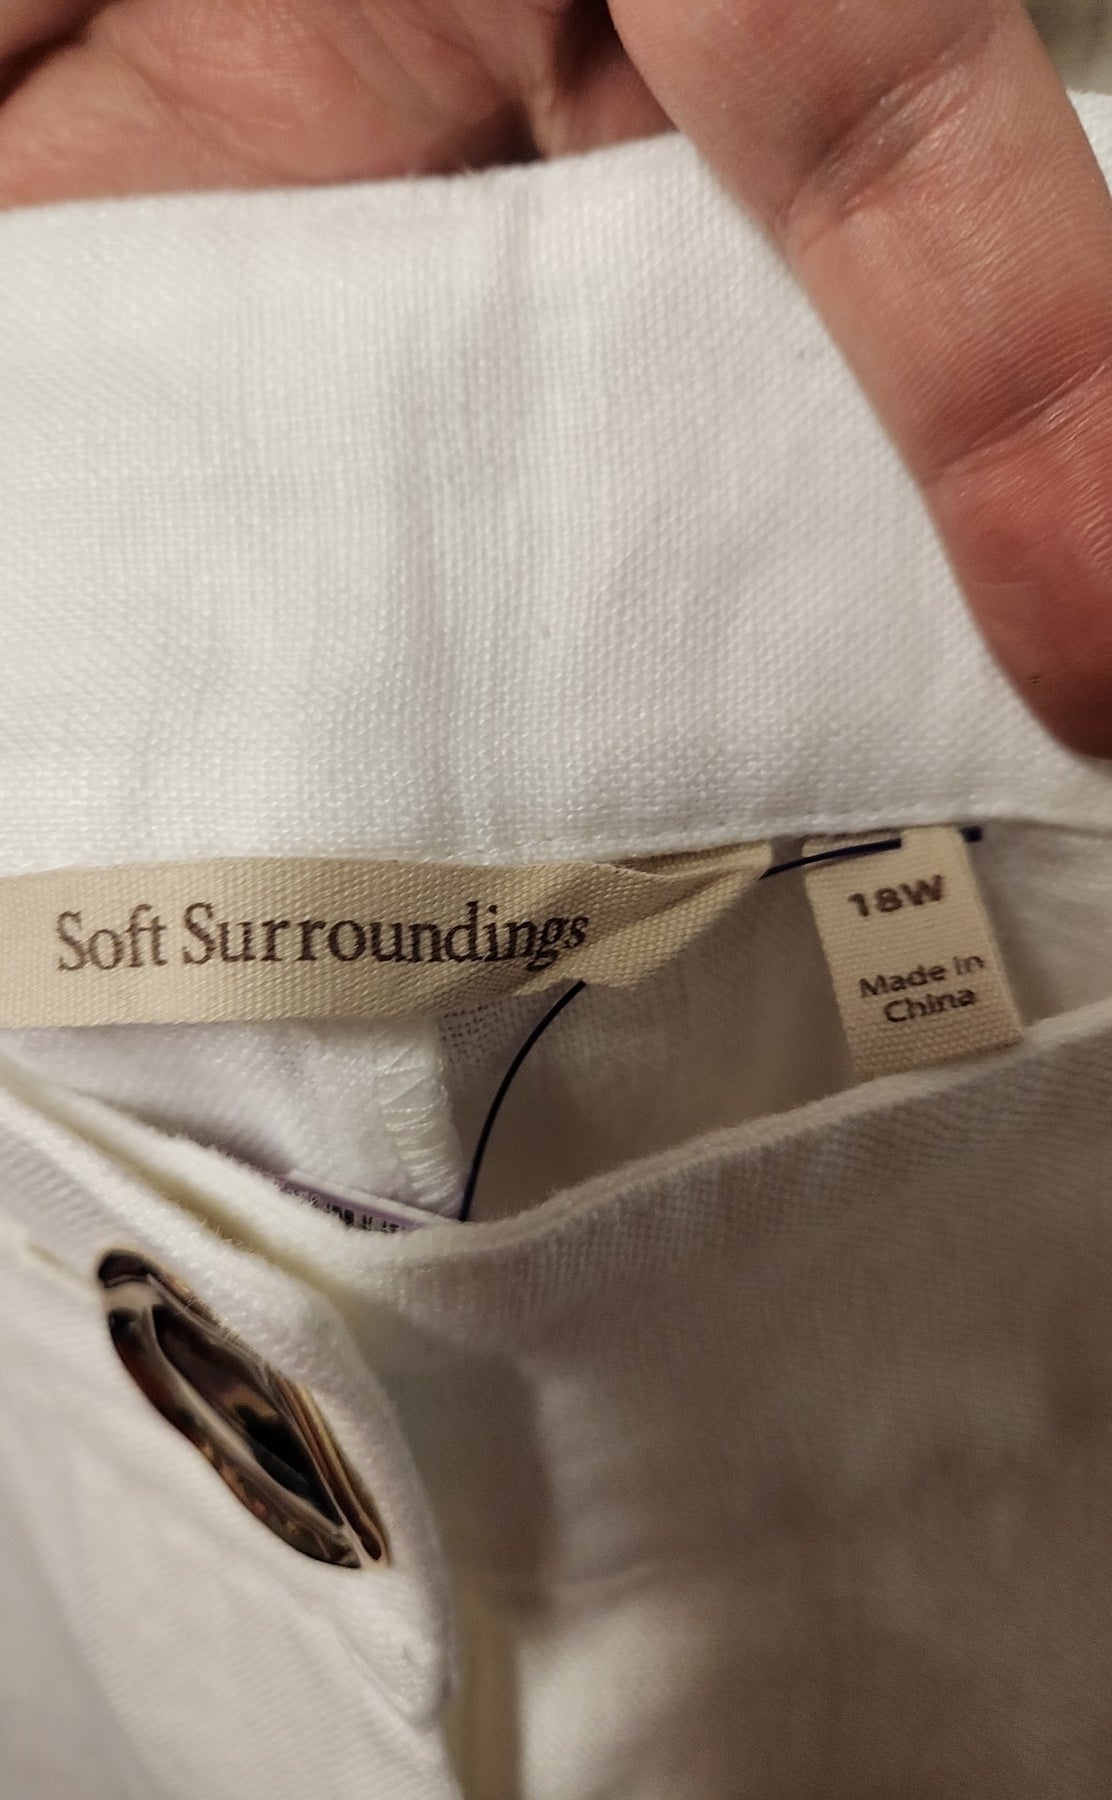 Soft Surroundings
18W
Made in
China